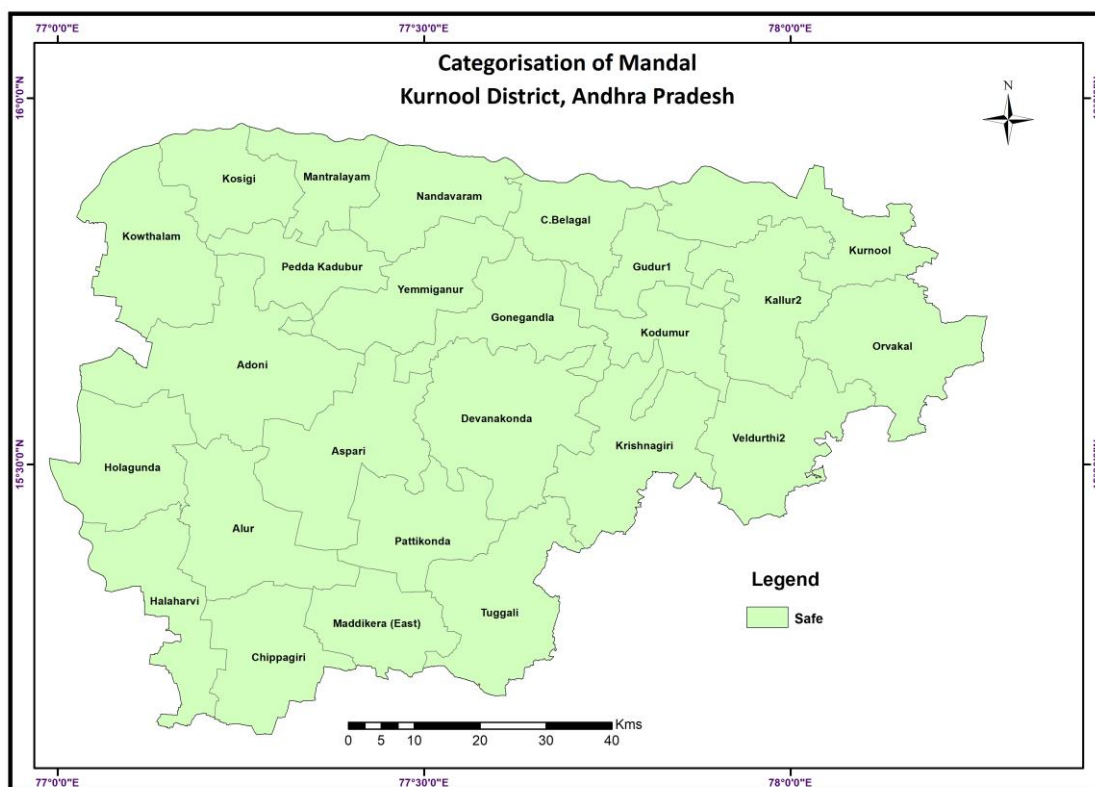 77°0'0"E
77°30'0"E
78°0'0"E
Categorisation of Mandal
Kurnool District, Andhra Pradesh
N
16°0'0"N
Kosigi
Mantralayam
Nandavaram
C.Belagal
Kowthalam
Kurnool
Pedda Kadubur
Gudur1
Yemmiganur
Kallur2
Gonegandla
Kodumur
Orvakal
Adoni
Devanakonda
Aspari
Krishnagiri
Veldurthi2
Holagunda
15°30'0"N
Alur
Pattikonda
Legend
Halaharvi
Tuggali
Safe
Maddikera (East)
Chippagiri
Kms
0 5 10 20 30 40
77°0'0"E
77°30'0"E
78°0'0"E